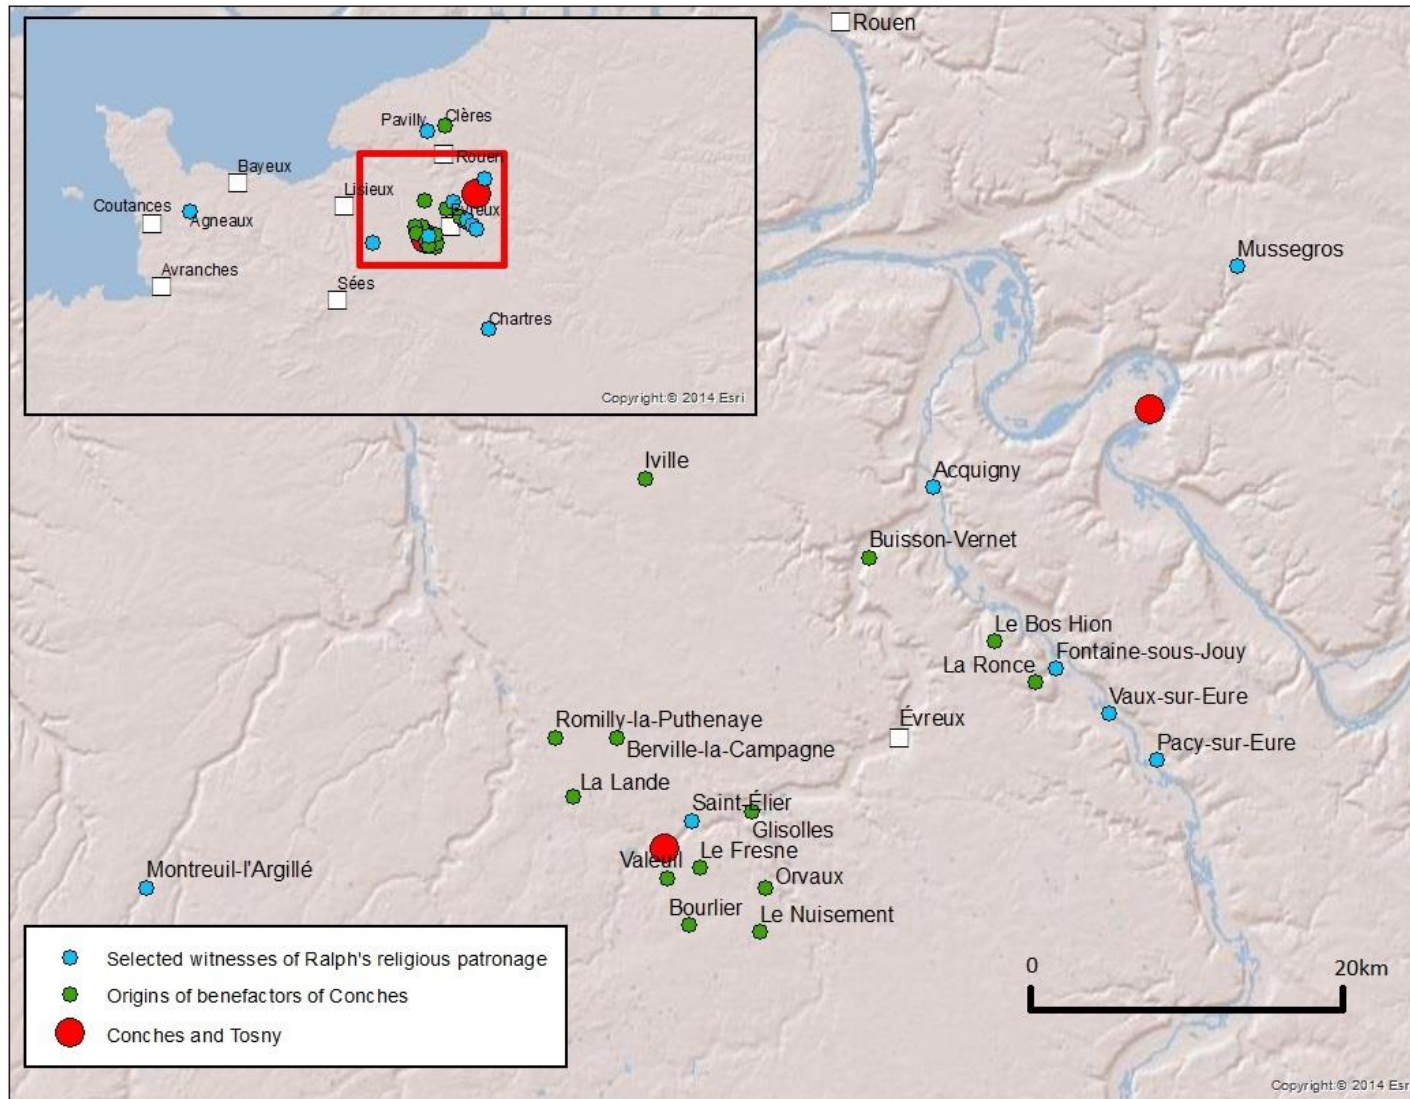 Rouen
Pavilly
Clères
Rouen
Bayeux
Lisieux
Coutances
Agneaux
Évreux
Avranches
Sées
Chartres
Copyright:© 2014 Esri
Mussegros
Iville
Acquigny
Buisson-Vernet
Le Bos Hion
Fontaine-sous-Jouy
La Ronce
Vaux-sur-Eure
Évreux
Pacy-sur-Eure
Romilly-la-Puthenaye
Berville-la-Campagne
La Lande
Saint-Élier
Glisolles
Le Fresne
Valeuil
Orvaux
Montreuil-l'Argillé
Bourlier
Le Nuisement
Selected witnesses of Ralph's religious patronage
Origins of benefactors of Conches
Conches and Tosny
0 20km
Copyright:© 2014 Esr